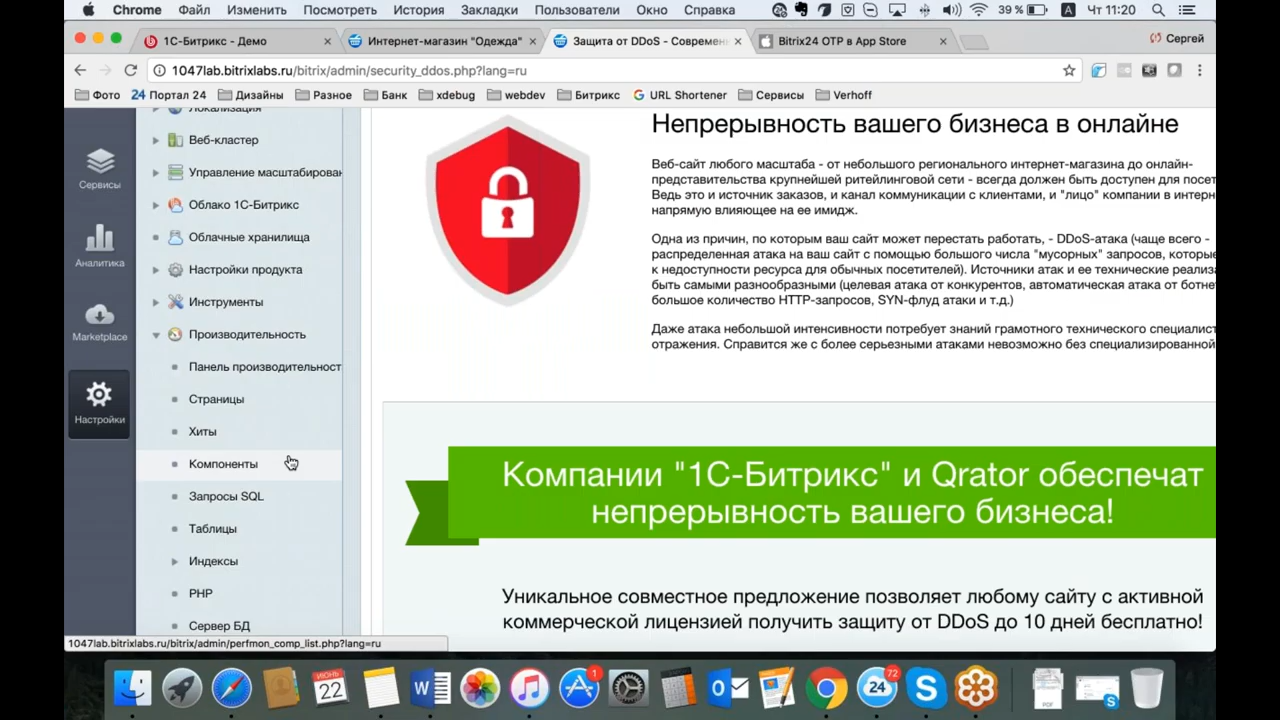 Chrome Файл Изменить Посмотреть История Закладки Пользователи Окно Справка 39 % A Чт 11:20
1С-Битрикс - Демо
Интернет-магазин "Одежда"
Защита от DDoS - Современн
Bitrix24 OTP в App Store
Сергей
1047lab.bitrixlabs.ru/bitrix/admin/security_ddos.php?lang=ru
Фото 24 Портал 24 Дизайны Разное Банк xdebug webdev Битрикс URL Shortener Сервисы Verhoff
Сервисы
Аналитика
Marketplace
Настройки
Локализация
Веб-кластер
Управление масштабирован
Облако 1С-Битрикс
Облачные хранилища
Настройки продукта
Инструменты
Производительность
Панель производительност
Страницы
Хиты
Компоненты
Запросы SQL
Таблицы
Индексы
PHP
Сервер БД
Непрерывность вашего бизнеса в онлайне
Веб-сайт любого масштаба - от небольшого регионального интернет-магазина до онлайн-
представительства крупнейшей ритейлинговой сети - всегда должен быть доступен для посет
Ведь это и источник заказов, и канал коммуникации с клиентами, и "лицо" компании в интерн
напрямую влияющее на ее имидж.
Одна из причин, по которым ваш сайт может перестать работать, - DDoS-атака (чаще всего -
распределенная атака на ваш сайт с помощью большого числа "мусорных" запросов, которые
к недоступности ресурса для обычных посетителей). Источники атак и ее технические реализа
быть самыми разнообразными (целевая атака от конкурентов, автоматическая атака от ботне
большое количество HTTP-запросов, SYN-флуд атаки и т.д.)
Даже атака небольшой интенсивности потребует знаний грамотного технического специалист
отражения. Справится же с более серьезными атаками невозможно без специализированной
Компании "1С-Битрикс" и Qrator обеспечат
непрерывность вашего бизнеса!
Уникальное совместное предложение позволяет любому сайту с активной
коммерческой лицензией получить защиту от DDoS до 10 дней бесплатно!
1047lab.bitrixlabs.ru/bitrix/admin/perfmon_comp_list.php?lang=ru
ИЮНЬ
22
1
24
72
PDF